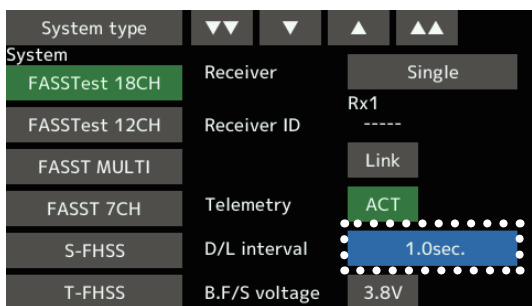 System type ▼▼ ▼ ▲ ▲▲
System
FASSTest 18CH
Receiver Single
Rx1
FASSTest 12CH
Receiver ID -----
FASST MULTI
Link
FASST 7CH
Telemetry ACT
S-FHSS
D/L interval 1.0sec.
T-FHSS
B.F/S voltage 3.8V